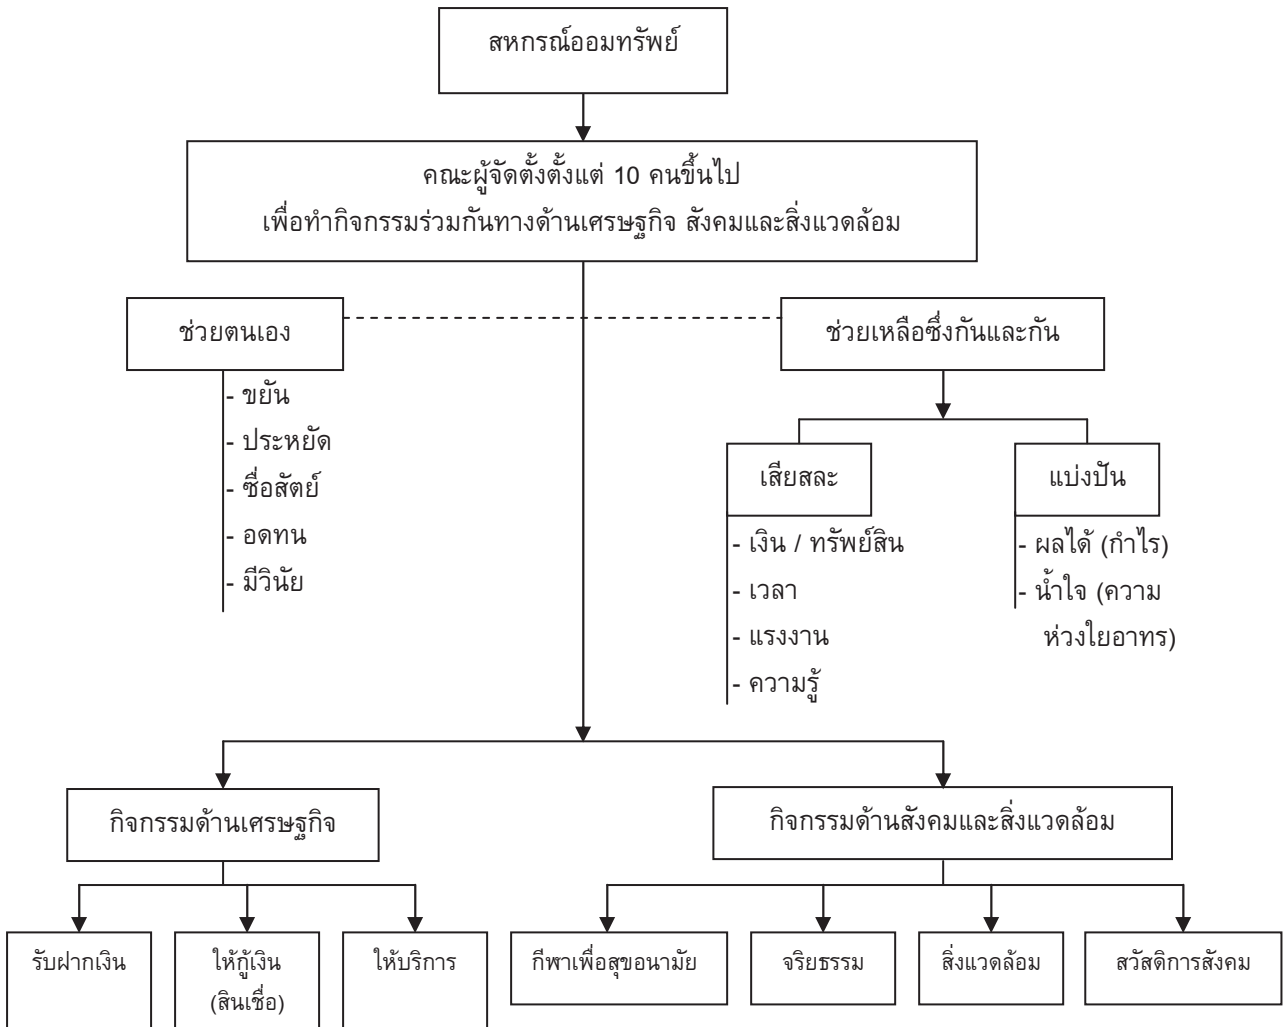 สหกรณ์ออมทรัพย์
คณะผู้จัดตั้งตั้งแต่ 10 คนขึ้นไป
เพื่อทำกิจกรรมร่วมกันทางด้านเศรษฐกิจ สังคมและสิ่งแวดล้อม
ช่วยตนเอง
- ขยัน
- ประหยัด
- ซื่อสัตย์
- อดทน
- มีวินัย
ช่วยเหลือซึ่งกันและกัน
เสียสละ
- เงิน / ทรัพย์สิน
- เวลา
- แรงงาน
- ความรู้
แบ่งปัน
- ผลได้ (กำไร)
- น้ำใจ (ความ
ห่วงใยอาทร)
กิจกรรมด้านเศรษฐกิจ
รับฝากเงิน
ให้กู้เงิน
(สินเชื่อ)
ให้บริการ
กิจกรรมด้านสังคมและสิ่งแวดล้อม
กีฬาเพื่อสุขอนามัย
จริยธรรม
สิ่งแวดล้อม
สวัสดิการสังคม